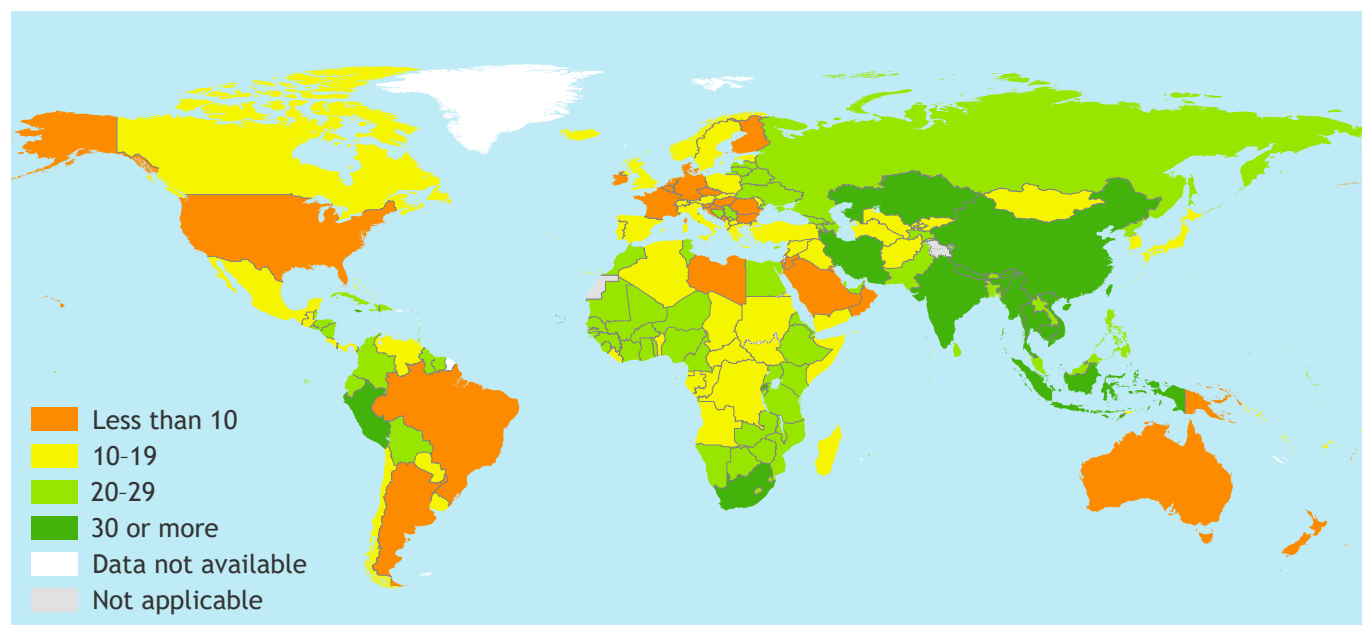 Less than 10
10–19
20–29
30 or more
Data not available
Not applicable